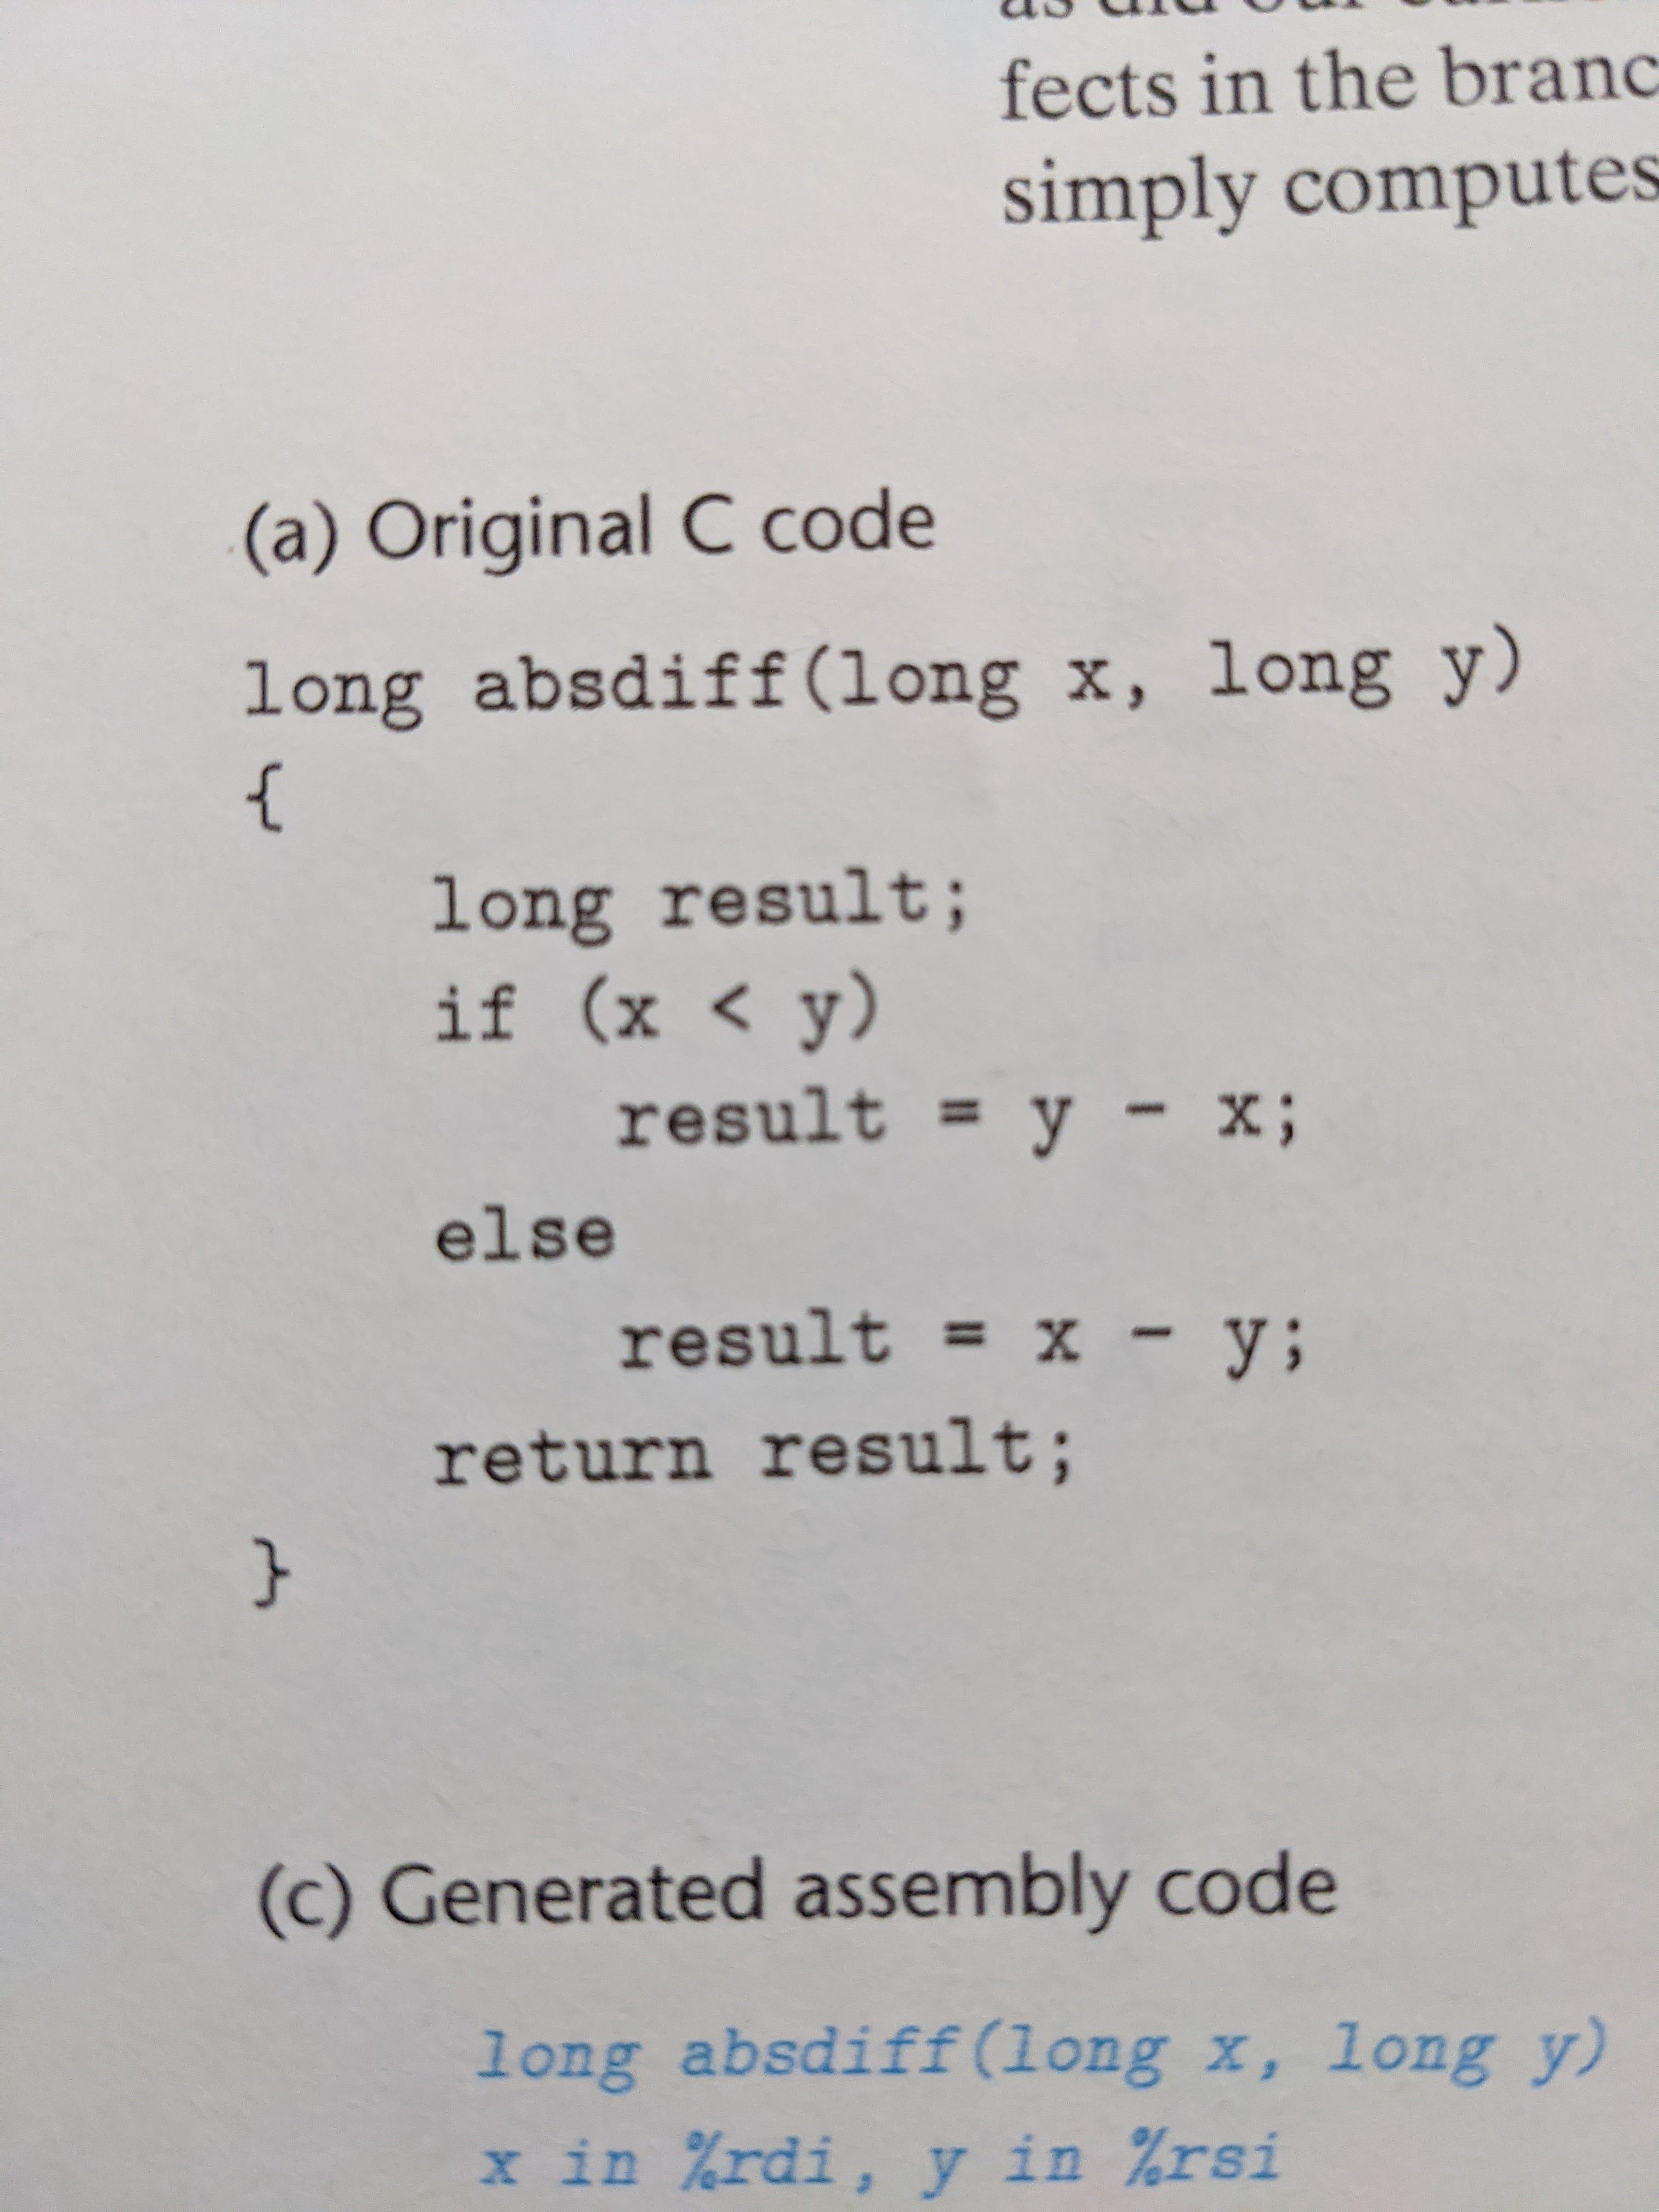 fects in the
simply computes
(a) Original C code
long absdiff(long x, long y)
{
    long result;
    if (x < y)
        result = y - x;
    else
        result = x - y;
    return result;
}
(c) Generated assembly code
long absdiff(long x, long y)
x in %rdi, y in %rsi